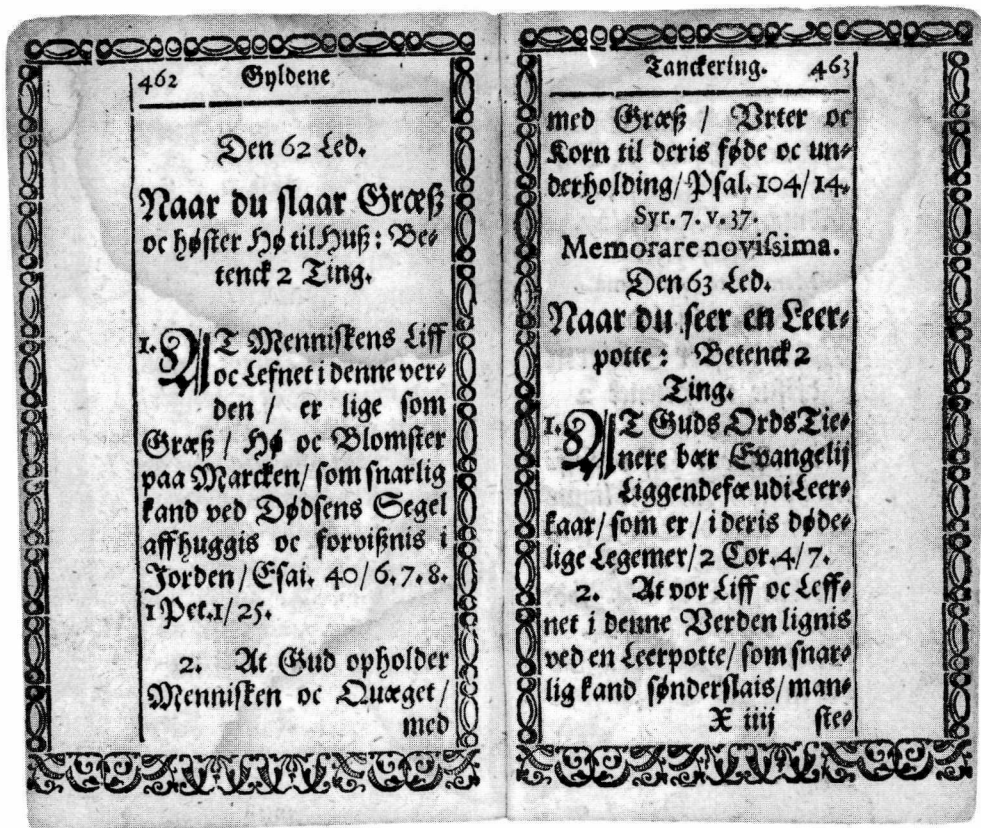 462 Gyldene
Den 62 Led.
Naar du slaar Græß
oc høster Hø til Huß: Be-
tenck 2 Ting.
1. AT Menniskens Liff
oc Lefnet i denne ver-
den / er lige som
Græß / Hø oc Blomster
paa Marcken/ som snarlig
kand ved Dødsens Segel
affhuggis oc forvißnis i
Jorden/ Esai. 40/6.7.8.
1 Pet.1/25.
2. At Gud opholder
Mennisken oc Quæget/
med
Tanckering. 463
med Græß / Vrter oc
Korn til deris føde oc un-
derholding/ Psal. 104/14.
Syr. 7. v. 37.
Memorare novissima.
Den 63 Led.
Naar du seer en Leer-
potte: Betenck 2
Ting.
1. AT Guds Ords Tie-
nere bær Evangelij
Liggendefæ udi Leer-
kaar/ som er/ i deris døde-
lige Legemer/ 2 Cor. 4/7.
2. At vor Liff oc Leff-
net i denne Verden lignis
ved en Leerpotte/ som snar-
lig kand sønderslais/ man-
X iiij ste-